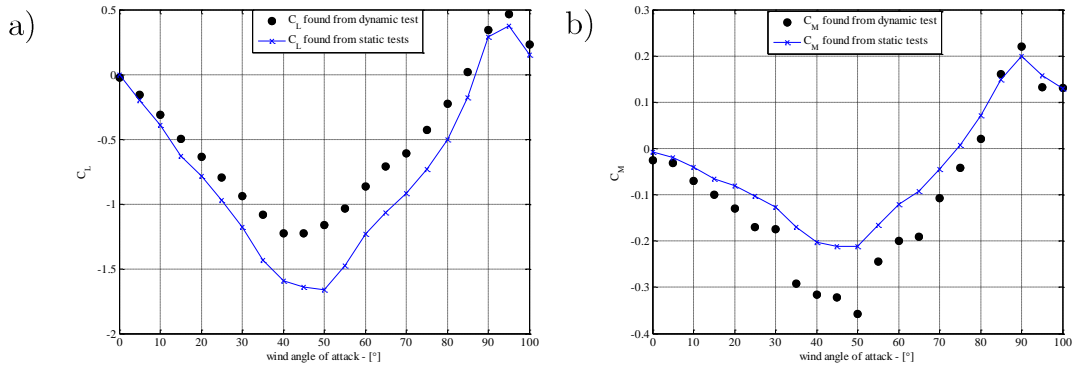 a)
C_L found from dynamic test
C_L found from static tests
0.5
0
-0.5
-1
-1.5
-2
C_L
0 10 20 30 40 50 60 70 80 90 100
wind angle of attack - [°]
b)
C_M found from dynamic test
C_M found from static tests
0.3
0.2
0.1
0
-0.1
-0.2
-0.3
-0.4
C_M
0 10 20 30 40 50 60 70 80 90 100
wind angle of attack - [°]